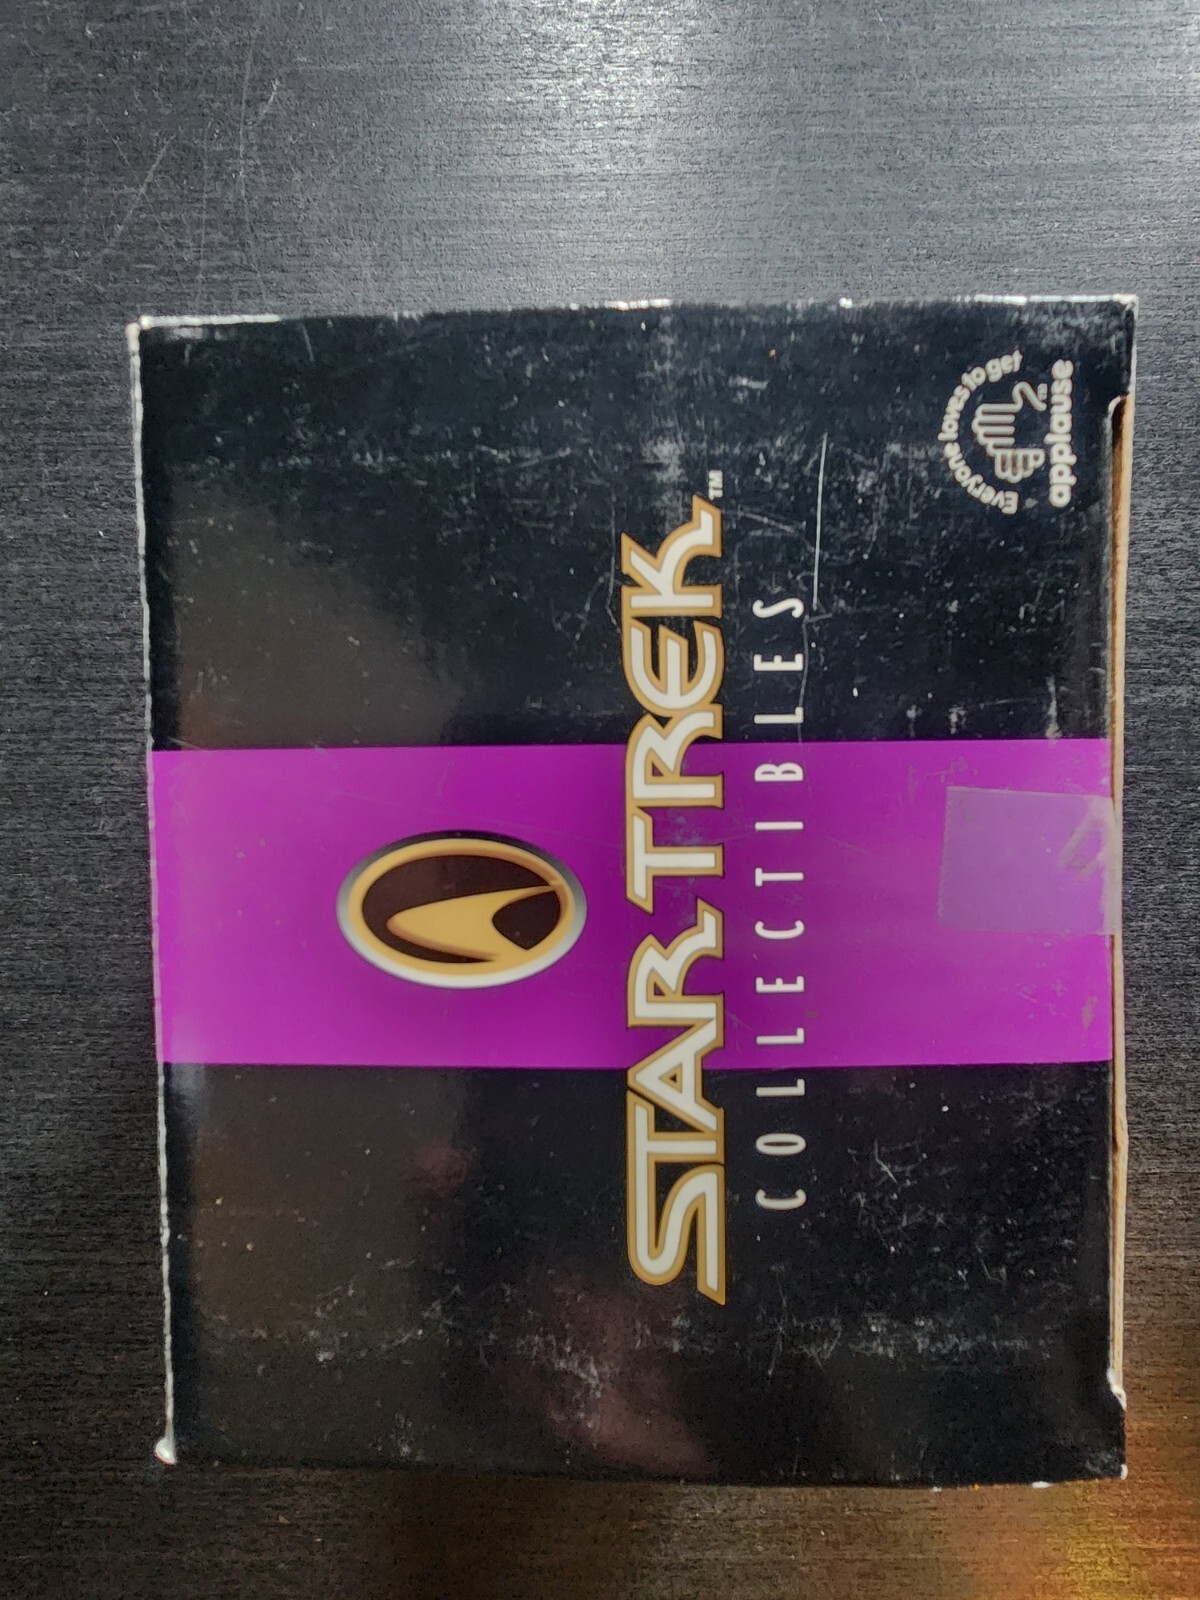 STAR TREK™
COLLECTIBLES
Everyone loves to get
applause